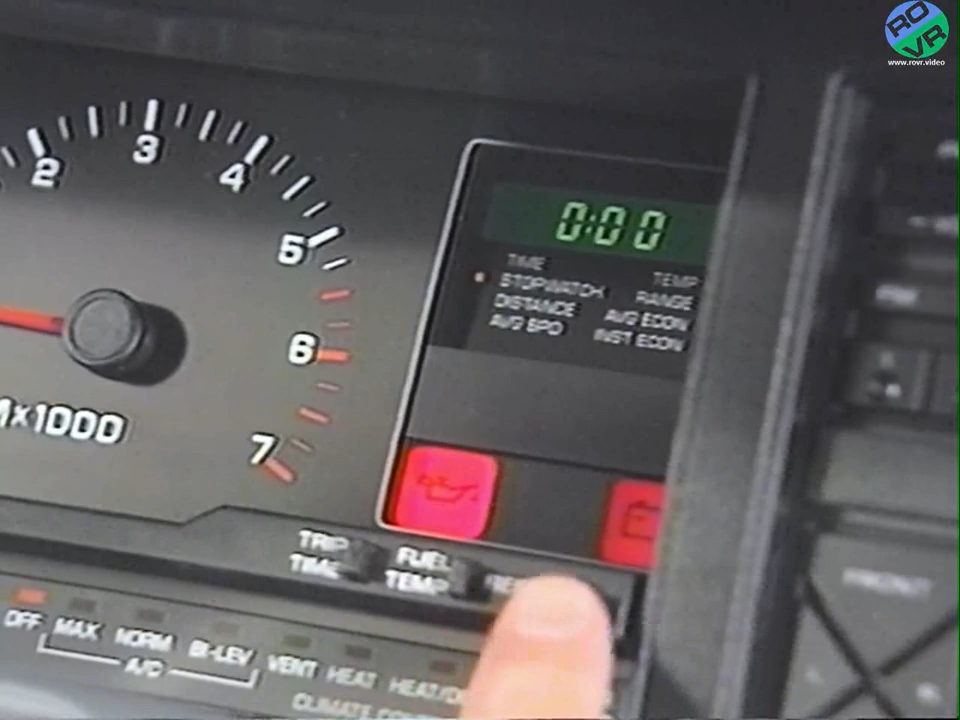 RO
VR
www.rovr.video
2 3 4 5 6 7
0:00
TIME
STOPWATCH
DISTANCE
AVG SPD
TEMP
RANGE
AVG ECON
INST ECON
x1000
TRIP
TIME
FUEL
TEMP
OFF MAX NORM BI-LEV VENT HEAT
A/C
FRONT